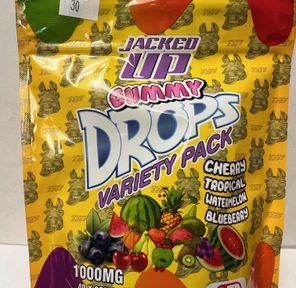 30
JACKED
UP
GUMMY
DROPS
VARIETY PACK
CHERRY
TROPICAL
WATERMELON
BLUEBERRY
1000MG